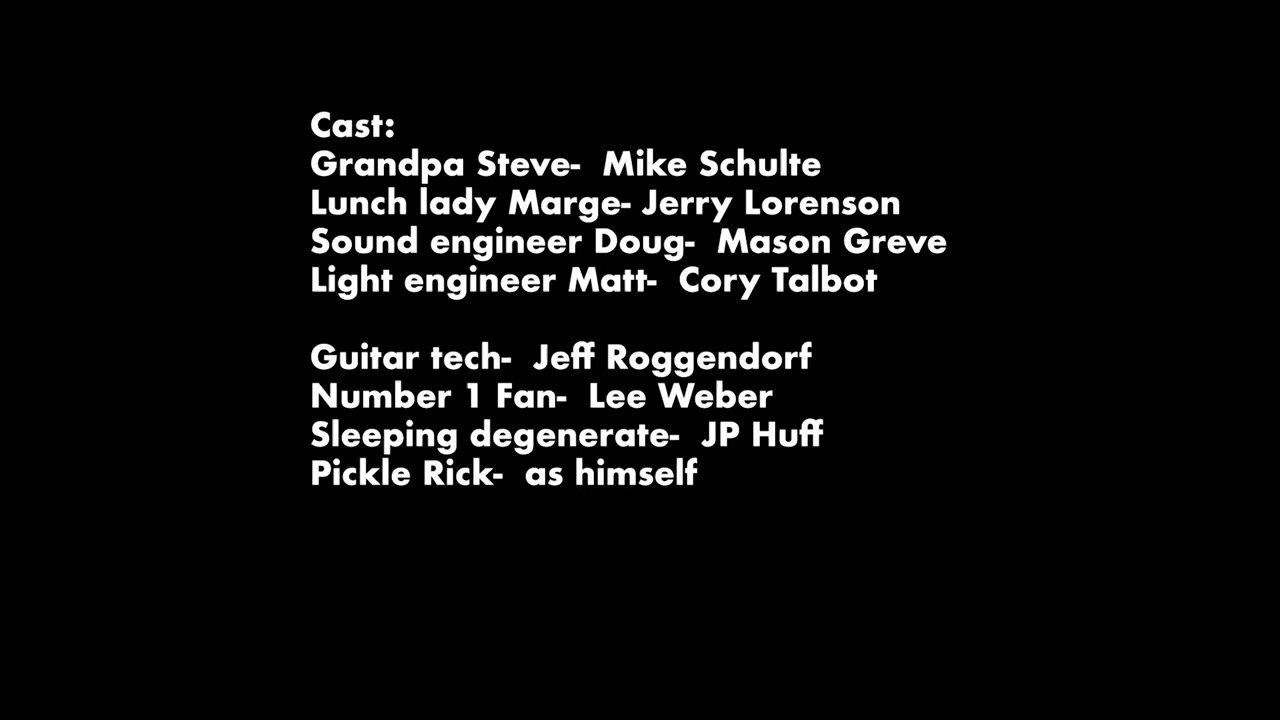 Cast:
Grandpa Steve-  Mike Schulte
Lunch lady Marge- Jerry Lorenson
Sound engineer Doug-  Mason Greve
Light engineer Matt-  Cory Talbot
Guitar tech-  Jeff Roggendorf
Number 1 Fan-  Lee Weber
Sleeping degenerate-  JP Huff
Pickle Rick-  as himself